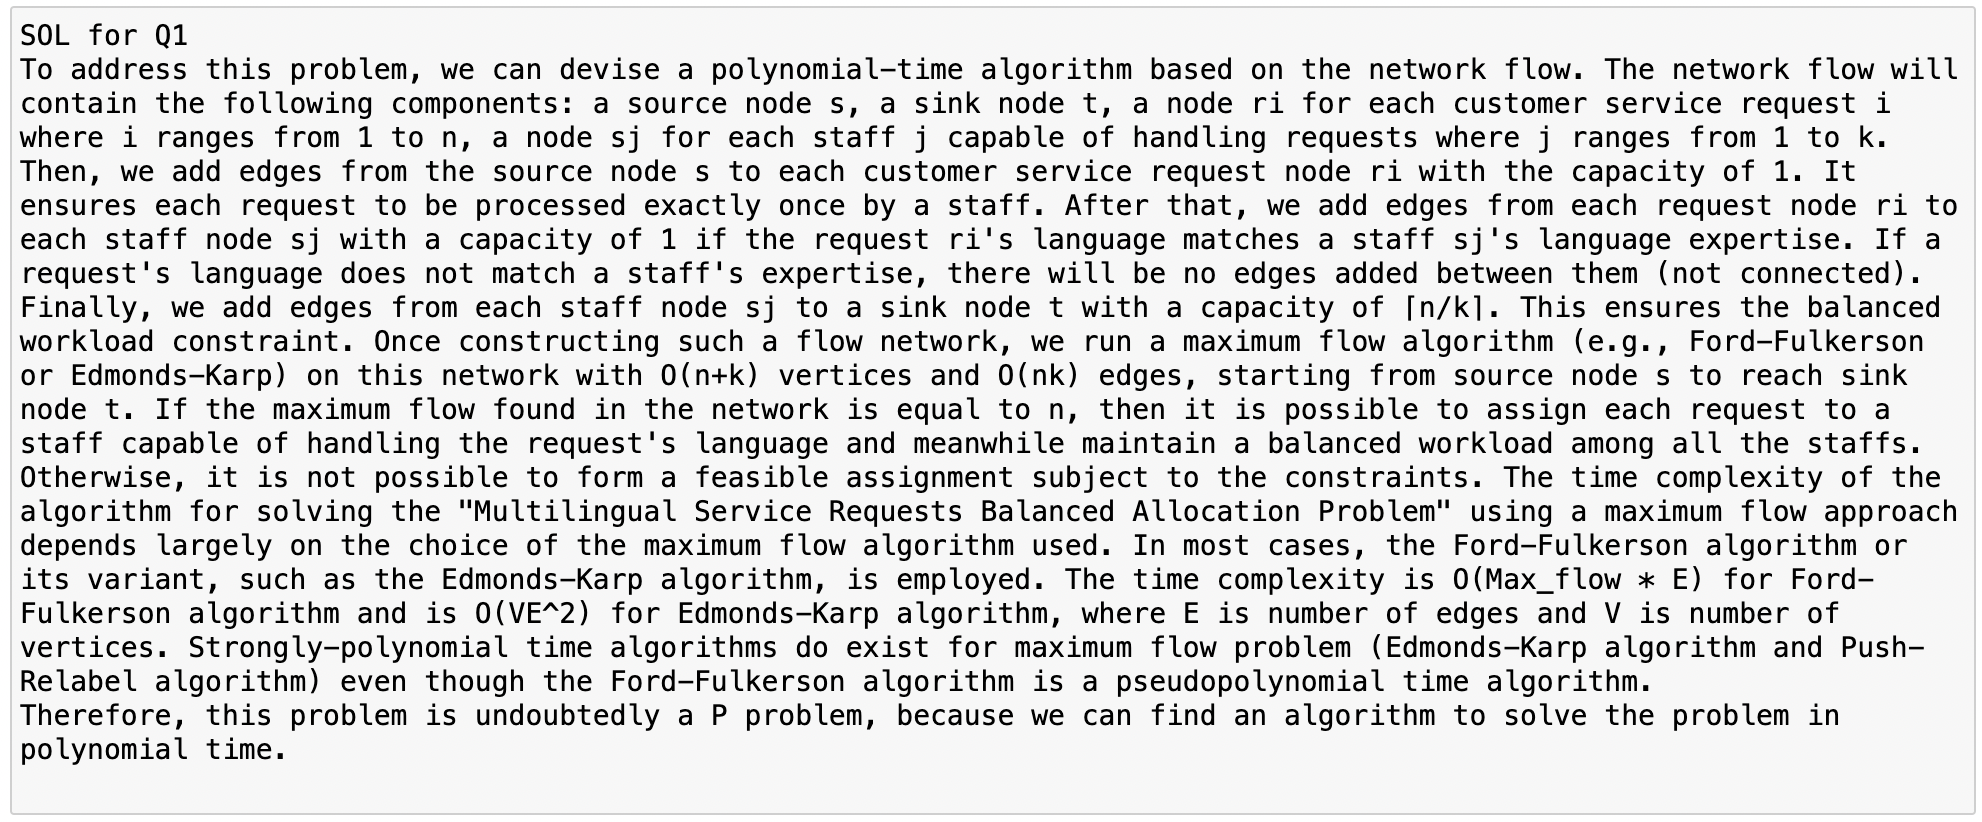 SOL for Q1
To address this problem, we can devise a polynomial-time algorithm based on the network flow. The network flow will
contain the following components: a source node s, a sink node t, a node ri for each customer service request i
where i ranges from 1 to n, a node sj for each staff j capable of handling requests where j ranges from 1 to k.
Then, we add edges from the source node s to each customer service request node ri with the capacity of 1. It
ensures each request to be processed exactly once by a staff. After that, we add edges from each request node ri to
each staff node sj with a capacity of 1 if the request ri's language matches a staff sj's language expertise. If a
request's language does not match a staff's expertise, there will be no edges added between them (not connected).
Finally, we add edges from each staff node sj to a sink node t with a capacity of ⌈n/k⌉. This ensures the balanced
workload constraint. Once constructing such a flow network, we run a maximum flow algorithm (e.g., Ford-Fulkerson
or Edmonds-Karp) on this network with O(n+k) vertices and O(nk) edges, starting from source node s to reach sink
node t. If the maximum flow found in the network is equal to n, then it is possible to assign each request to a
staff capable of handling the request's language and meanwhile maintain a balanced workload among all the staffs.
Otherwise, it is not possible to form a feasible assignment subject to the constraints. The time complexity of the
algorithm for solving the "Multilingual Service Requests Balanced Allocation Problem" using a maximum flow approach
depends largely on the choice of the maximum flow algorithm used. In most cases, the Ford-Fulkerson algorithm or
its variant, such as the Edmonds-Karp algorithm, is employed. The time complexity is O(Max_flow * E) for Ford-
Fulkerson algorithm and is O(VE^2) for Edmonds-Karp algorithm, where E is number of edges and V is number of
vertices. Strongly-polynomial time algorithms do exist for maximum flow problem (Edmonds-Karp algorithm and Push-
Relabel algorithm) even though the Ford-Fulkerson algorithm is a pseudopolynomial time algorithm.
Therefore, this problem is undoubtedly a P problem, because we can find an algorithm to solve the problem in
polynomial time.